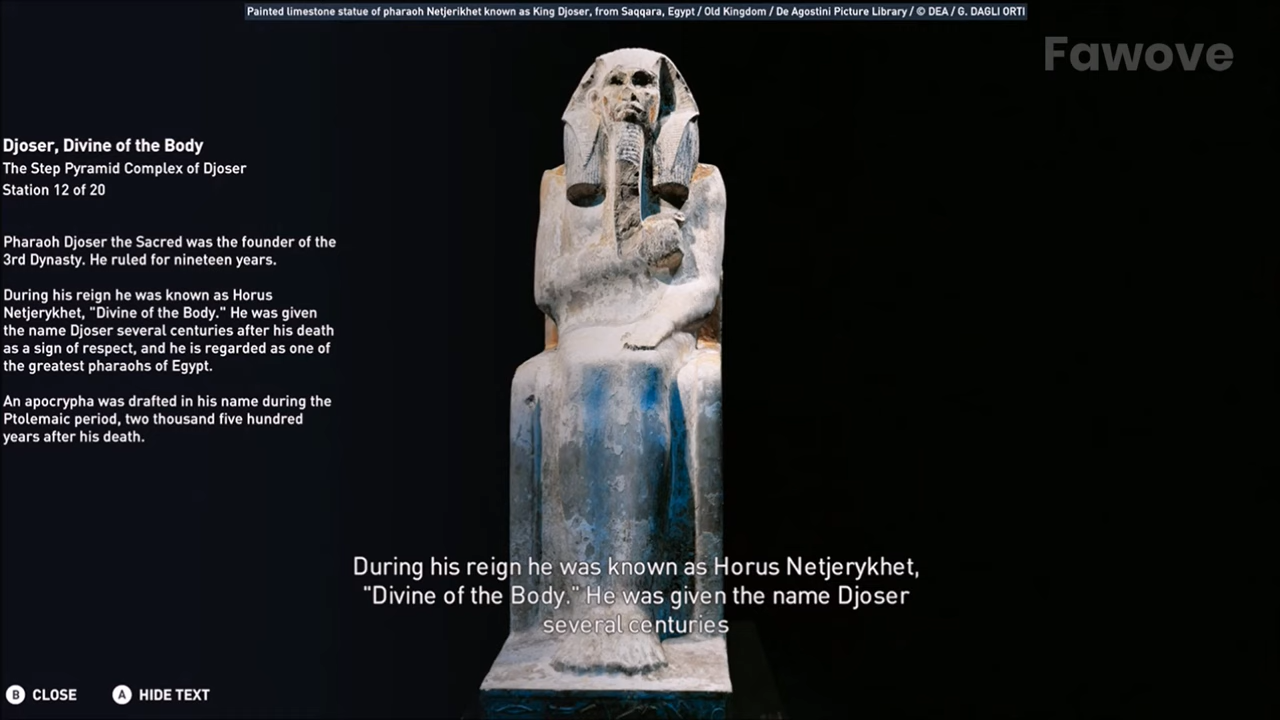 Painted limestone statue of pharaoh Netjerikhet known as King Djoser, from Saqqara, Egypt / Old Kingdom / De Agostini Picture Library / © DEA / G. DAGLI ORTI
Fawove
Djoser, Divine of the Body
The Step Pyramid Complex of Djoser
Station 12 of 20
Pharaoh Djoser the Sacred was the founder of the
3rd Dynasty. He ruled for nineteen years.
During his reign he was known as Horus
Netjerykhet, "Divine of the Body." He was given
the name Djoser several centuries after his death
as a sign of respect, and he is regarded as one of
the greatest pharaohs of Egypt.
An apocrypha was drafted in his name during the
Ptolemaic period, two thousand five hundred
years after his death.
During his reign he was known as Horus Netjerykhet,
"Divine of the Body." He was given the name Djoser
several centuries
B CLOSE A HIDE TEXT